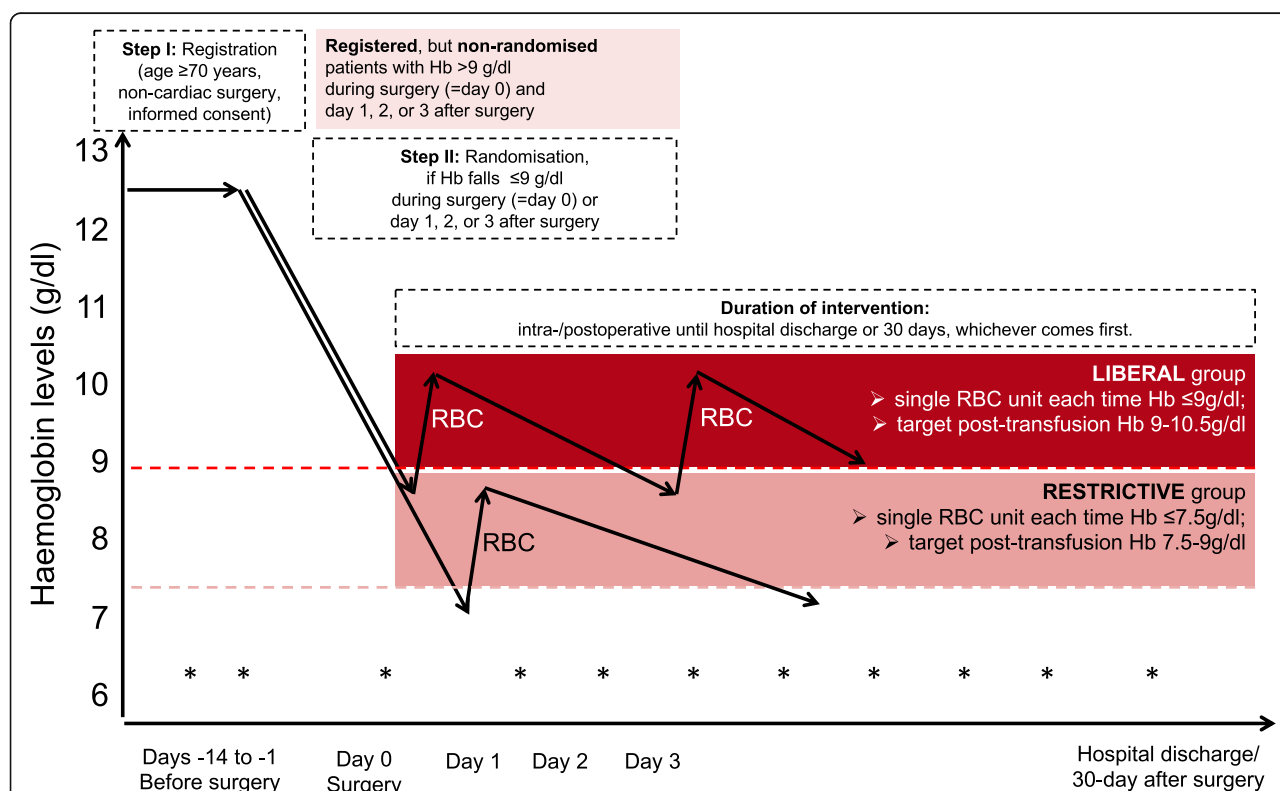 Step I: Registration
(age ≥70 years,
non-cardiac surgery,
informed consent)
Registered, but non-randomised
patients with Hb >9 g/dl
during surgery (=day 0) and
day 1, 2, or 3 after surgery
Step II: Randomisation,
if Hb falls ≤9 g/dl
during surgery (=day 0) or
day 1, 2, or 3 after surgery
Duration of intervention:
intra-/postoperative until hospital discharge or 30 days, whichever comes first.
LIBERAL group
➢ single RBC unit each time Hb ≤9g/dl;
➢ target post-transfusion Hb 9-10.5g/dl
RBC
RBC
RESTRICTIVE group
➢ single RBC unit each time Hb ≤7.5g/dl;
➢ target post-transfusion Hb 7.5-9g/dl
RBC
Haemoglobin levels (g/dl)
13
12
11
10
9
8
7
6
* * * * * * * * * * *
Days -14 to -1
Before surgery
Day 0
Surgery
Day 1
Day 2
Day 3
Hospital discharge/
30-day after surgery